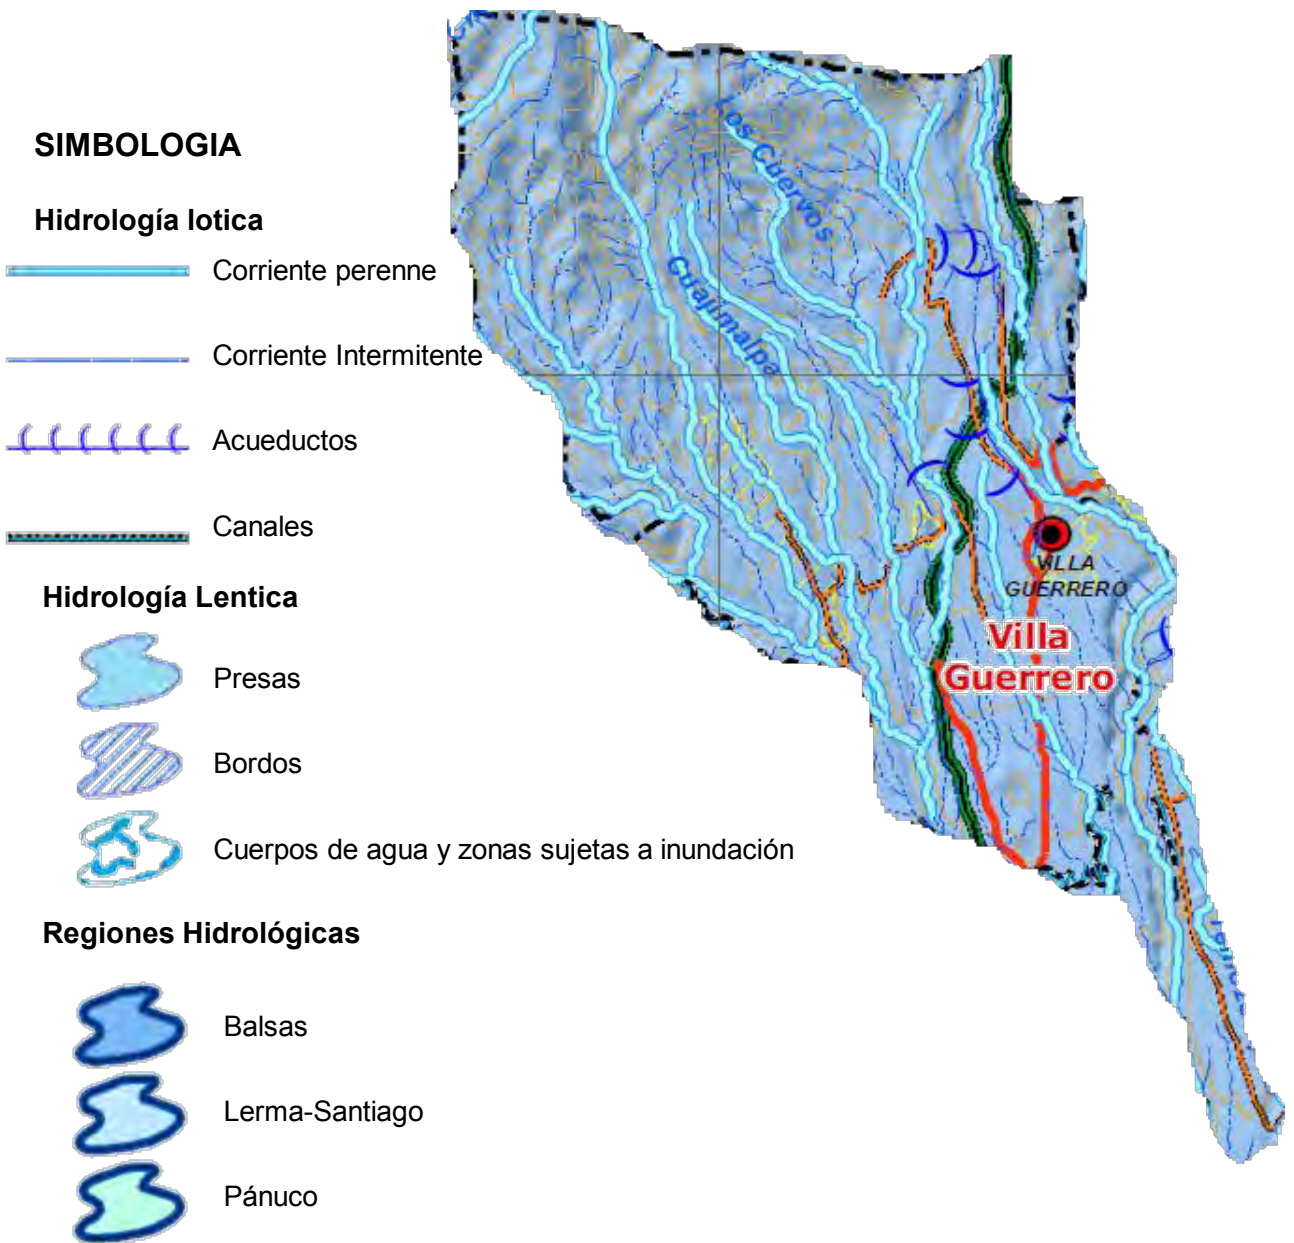 SIMBOLOGIA
Hidrología lotica
Corriente perenne
Corriente Intermitente
Acueductos
Canales
Hidrología Lentica
Presas
Bordos
Cuerpos de agua y zonas sujetas a inundación
Regiones Hidrológicas
Balsas
Lerma-Santiago
Pánuco
Los Cuervos
Cuajimalpa
VILLA
GUERRERO
Villa
Guerrero